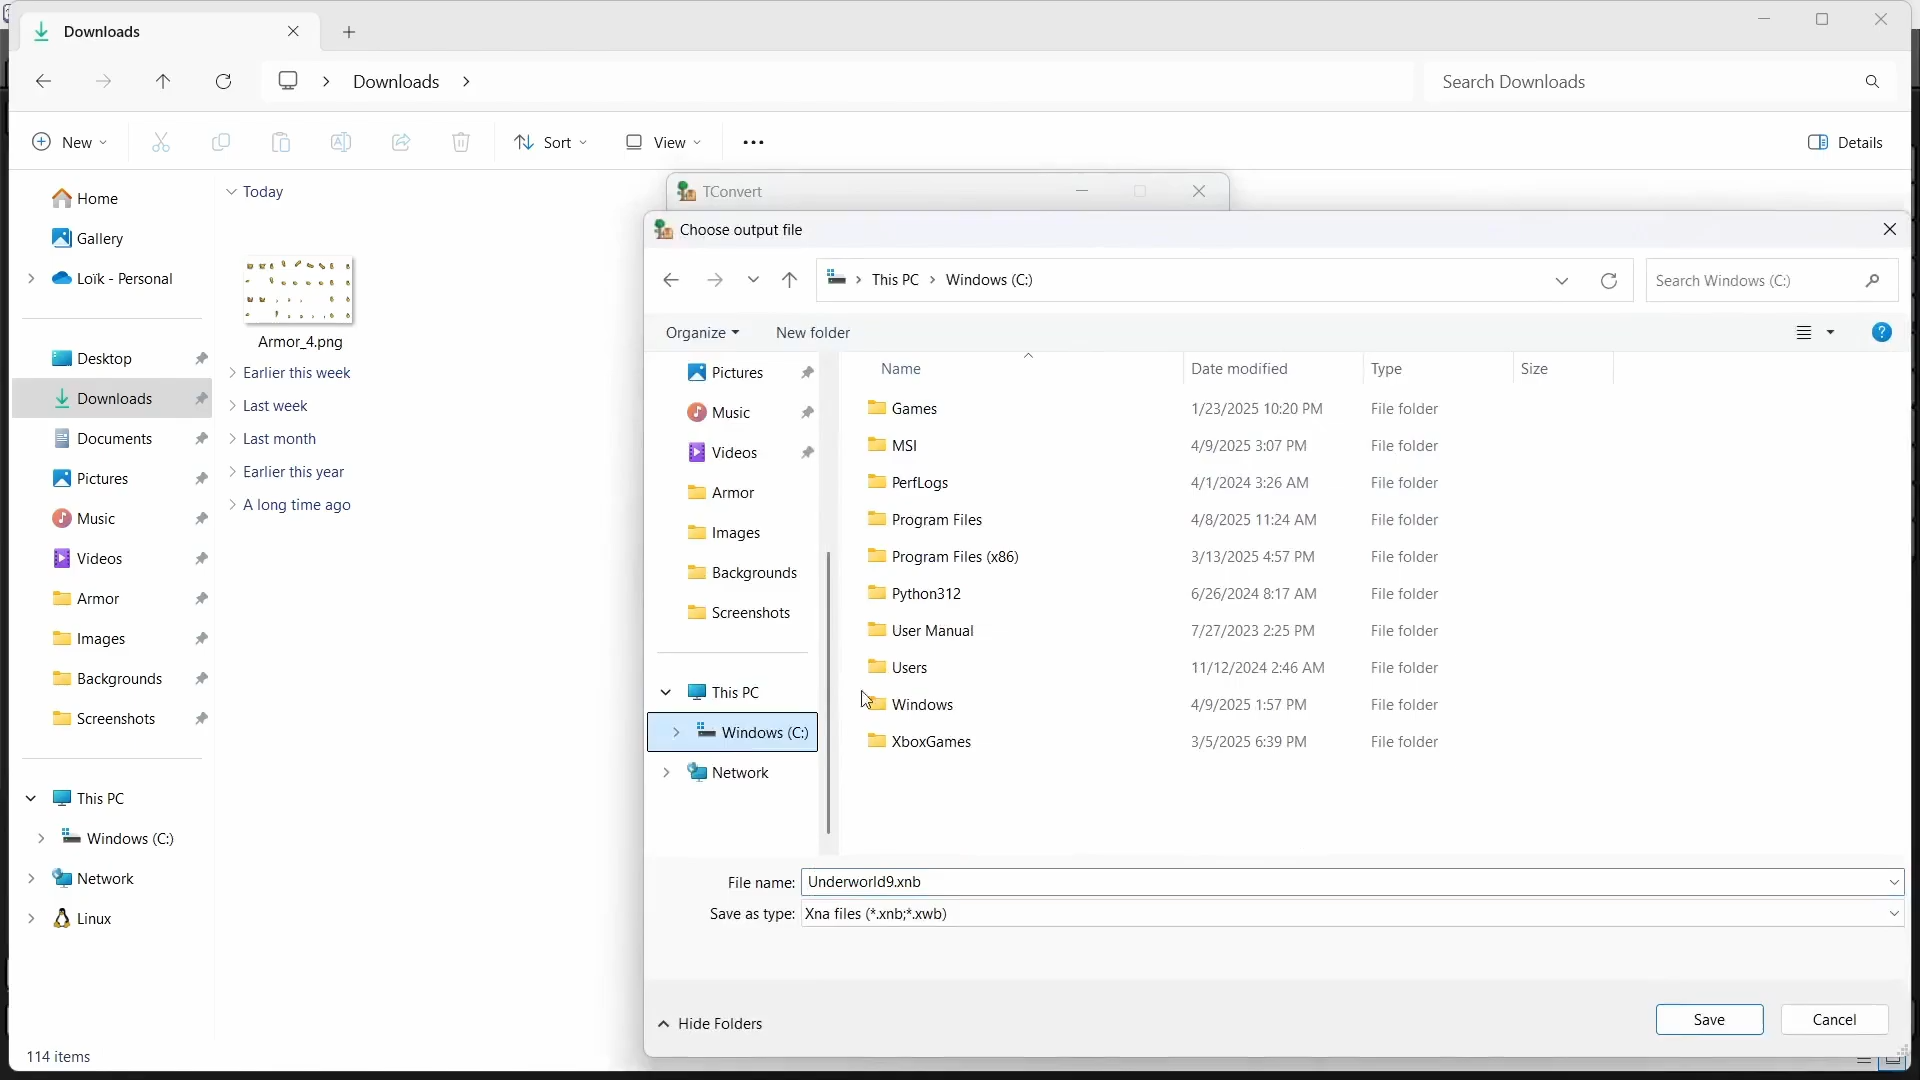 Downloads
Downloads
Search Downloads
New
Sort
View
Details
Home
Gallery
Loïk - Personal
Desktop
Downloads
Documents
Pictures
Music
Videos
Armor
Images
Backgrounds
Screenshots
This PC
Windows (C:)
Network
Linux
Today
Armor_4.png
Earlier this week
Last week
Last month
Earlier this year
A long time ago
114 items
TConvert
Choose output file
This PC
Windows (C:)
Search Windows (C:)
Organize
New folder
Pictures
Music
Videos
Armor
Images
Backgrounds
Screenshots
This PC
Windows (C:)
Network
Name Date modified Type Size
Games 1/23/2025 10:20 PM File folder
MSI 4/9/2025 3:07 PM File folder
PerfLogs 4/1/2024 3:26 AM File folder
Program Files 4/8/2025 11:24 AM File folder
Program Files (x86) 3/13/2025 4:57 PM File folder
Python312 6/26/2024 8:17 AM File folder
User Manual 7/27/2023 2:25 PM File folder
Users 11/12/2024 2:46 AM File folder
Windows 4/9/2025 1:57 PM File folder
XboxGames 3/5/2025 6:39 PM File folder
File name: Underworld9.xnb
Save as type: Xna files (*.xnb;*.xwb)
Hide Folders
Save
Cancel